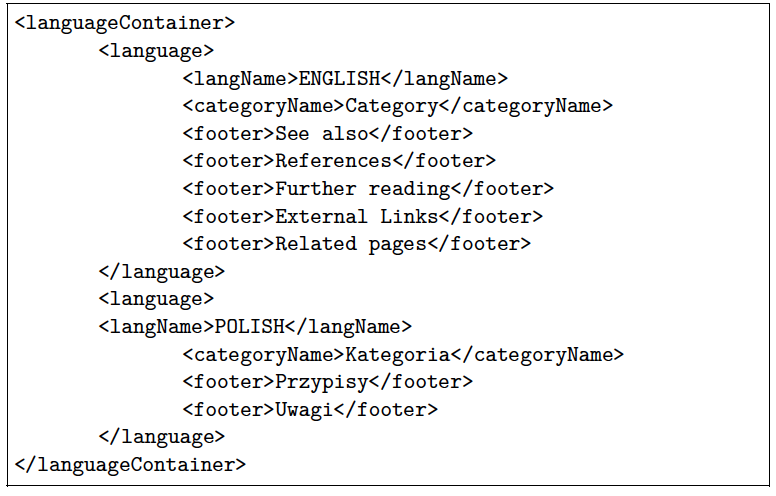 <languageContainer>
<language>
<langName>ENGLISH</langName>
<categoryName>Category</categoryName>
<footer>See also</footer>
<footer>References</footer>
<footer>Further reading</footer>
<footer>External Links</footer>
<footer>Related pages</footer>
</language>
<language>
<langName>POLISH</langName>
<categoryName>Kategoria</categoryName>
<footer>Przypisy</footer>
<footer>Uwagi</footer>
</language>
</languageContainer>